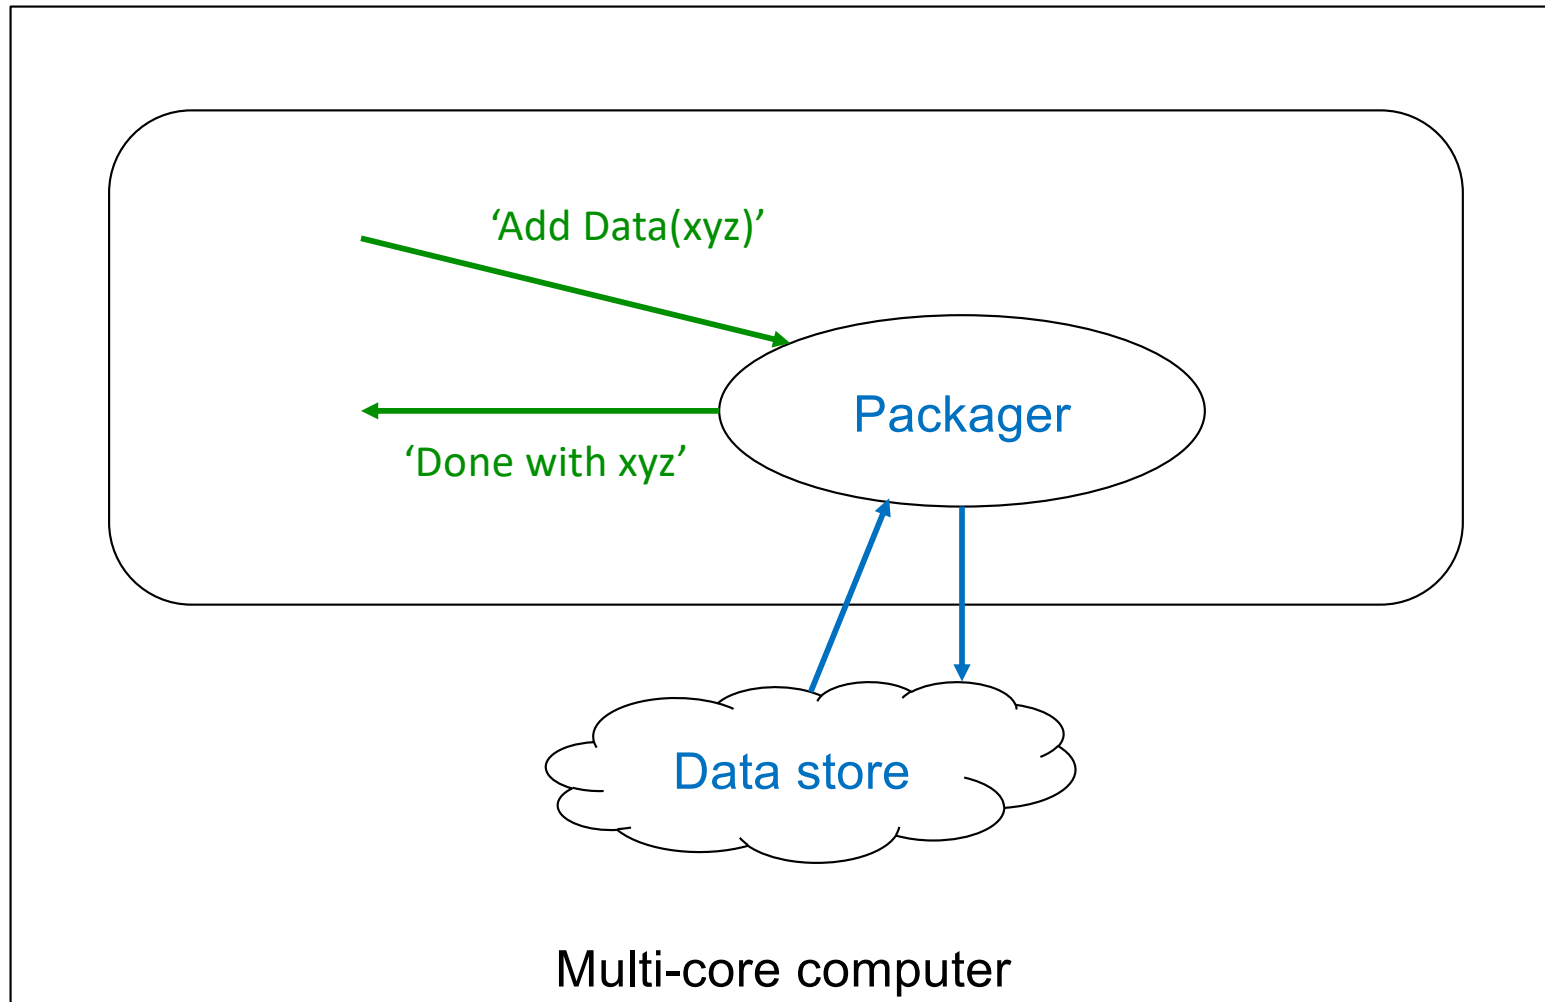 ‘Add Data(xyz)’
Packager
‘Done with xyz’
Data store
Multi-core computer